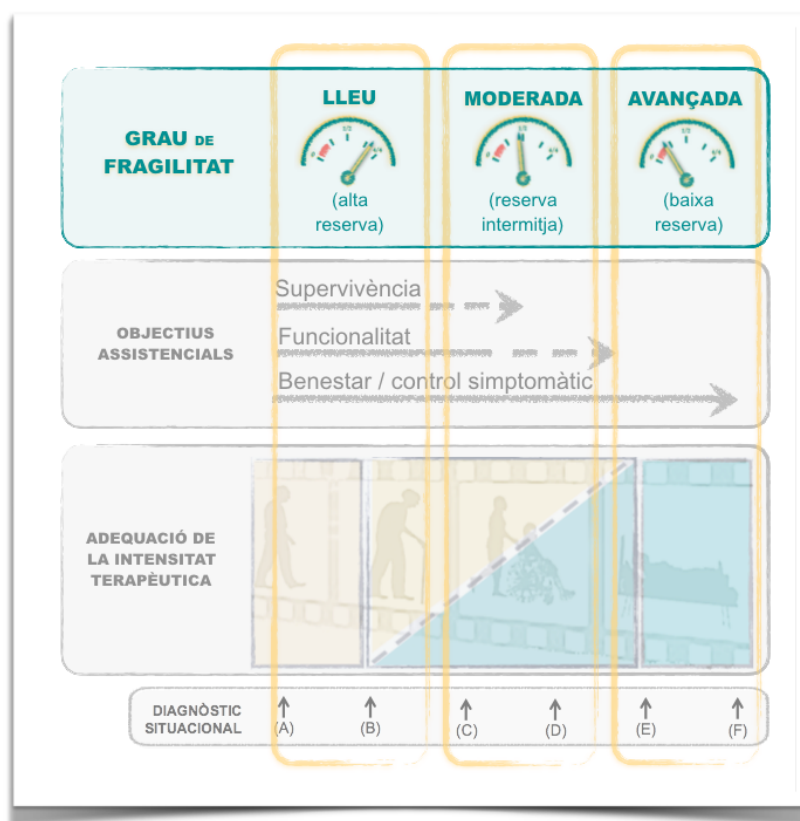 LLEU
MODERADA
AVANÇADA
GRAU DE
FRAGILITAT
(alta
reserva)
(reserva
intermitja)
(baixa
reserva)
OBJECTIUS
ASSISTENCIALS
Supervivència
Funcionalitat
Benestar / control simptomàtic
ADEQUACIÓ DE
LA INTENSITAT
TERAPÈUTICA
DIAGNÒSTIC
SITUACIONAL
(A)
(B)
(C)
(D)
(E)
(F)